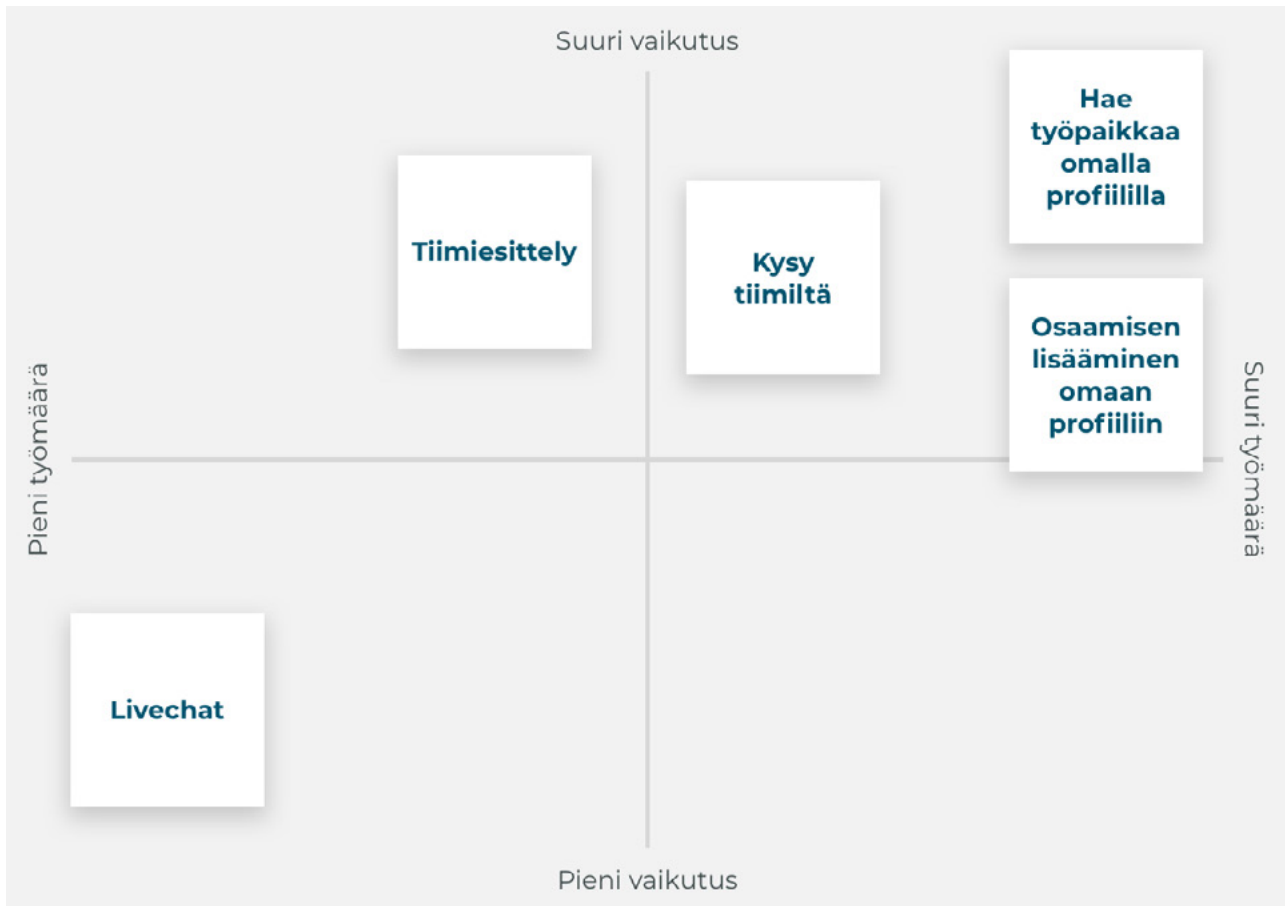 Suuri vaikutus
Hae
työpaikkaa
omalla
profiililla
Tiimiesittely
Kysy
tiimiltä
Osaamisen
lisääminen
omaan
profiiliin
Pieni työmäärä
Suuri työmäärä
Livechat
Pieni vaikutus